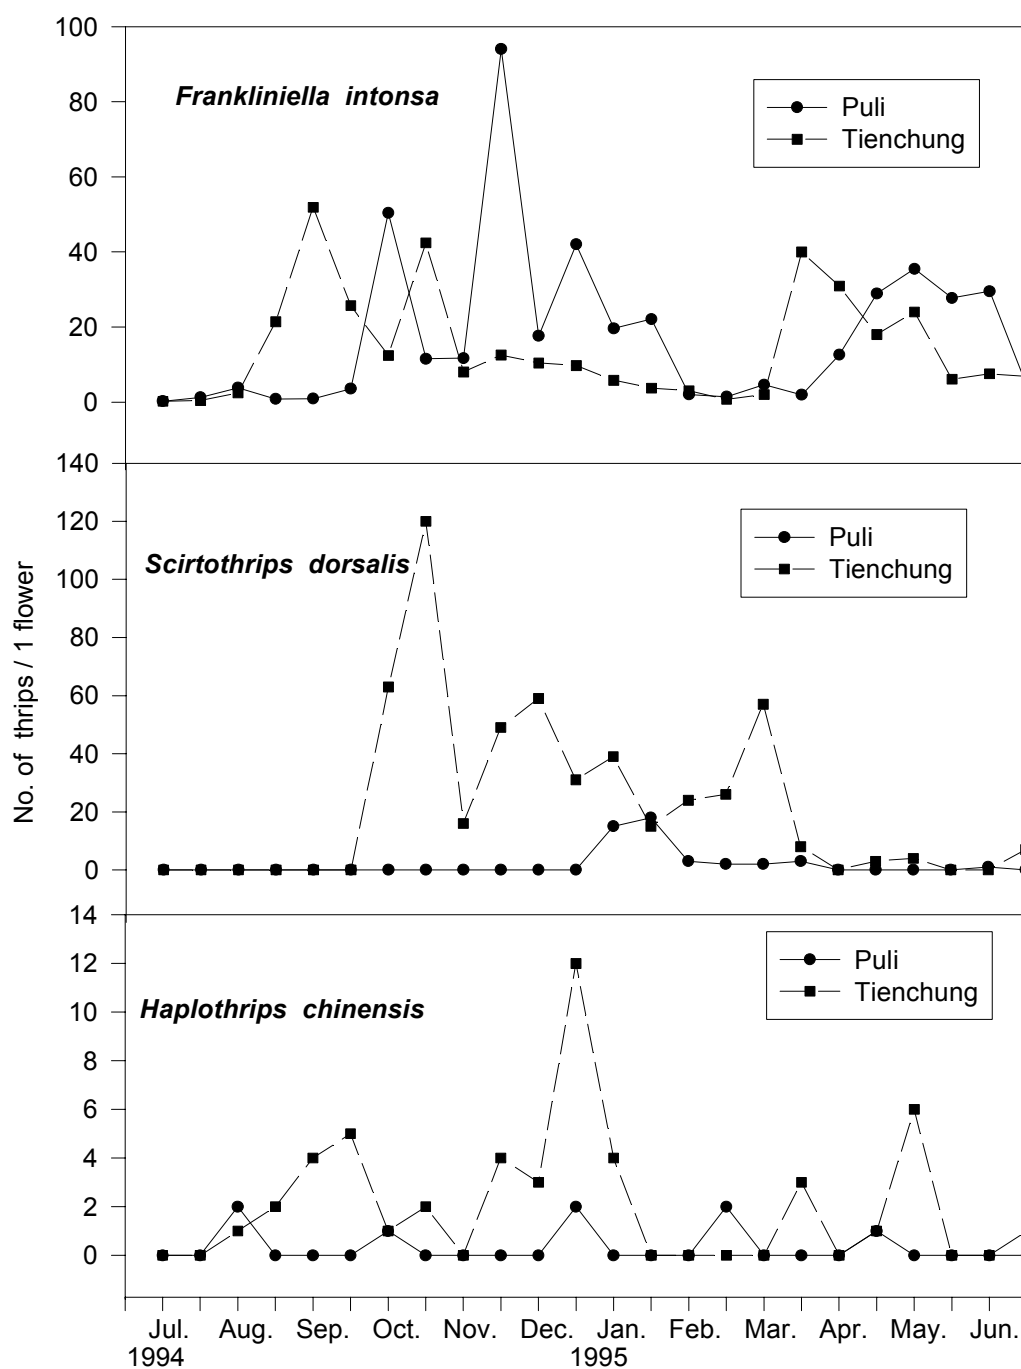 100
80
60
40
20
0
Frankliniella intonsa
Puli
Tienchung
140
120
100
80
60
40
20
0
Scirtothrips dorsalis
Puli
Tienchung
No. of thrips / 1 flower
14
12
10
8
6
4
2
0
Haplothrips chinensis
Puli
Tienchung
Jul. Aug. Sep. Oct. Nov. Dec. Jan. Feb. Mar. Apr. May. Jun.
1994 1995